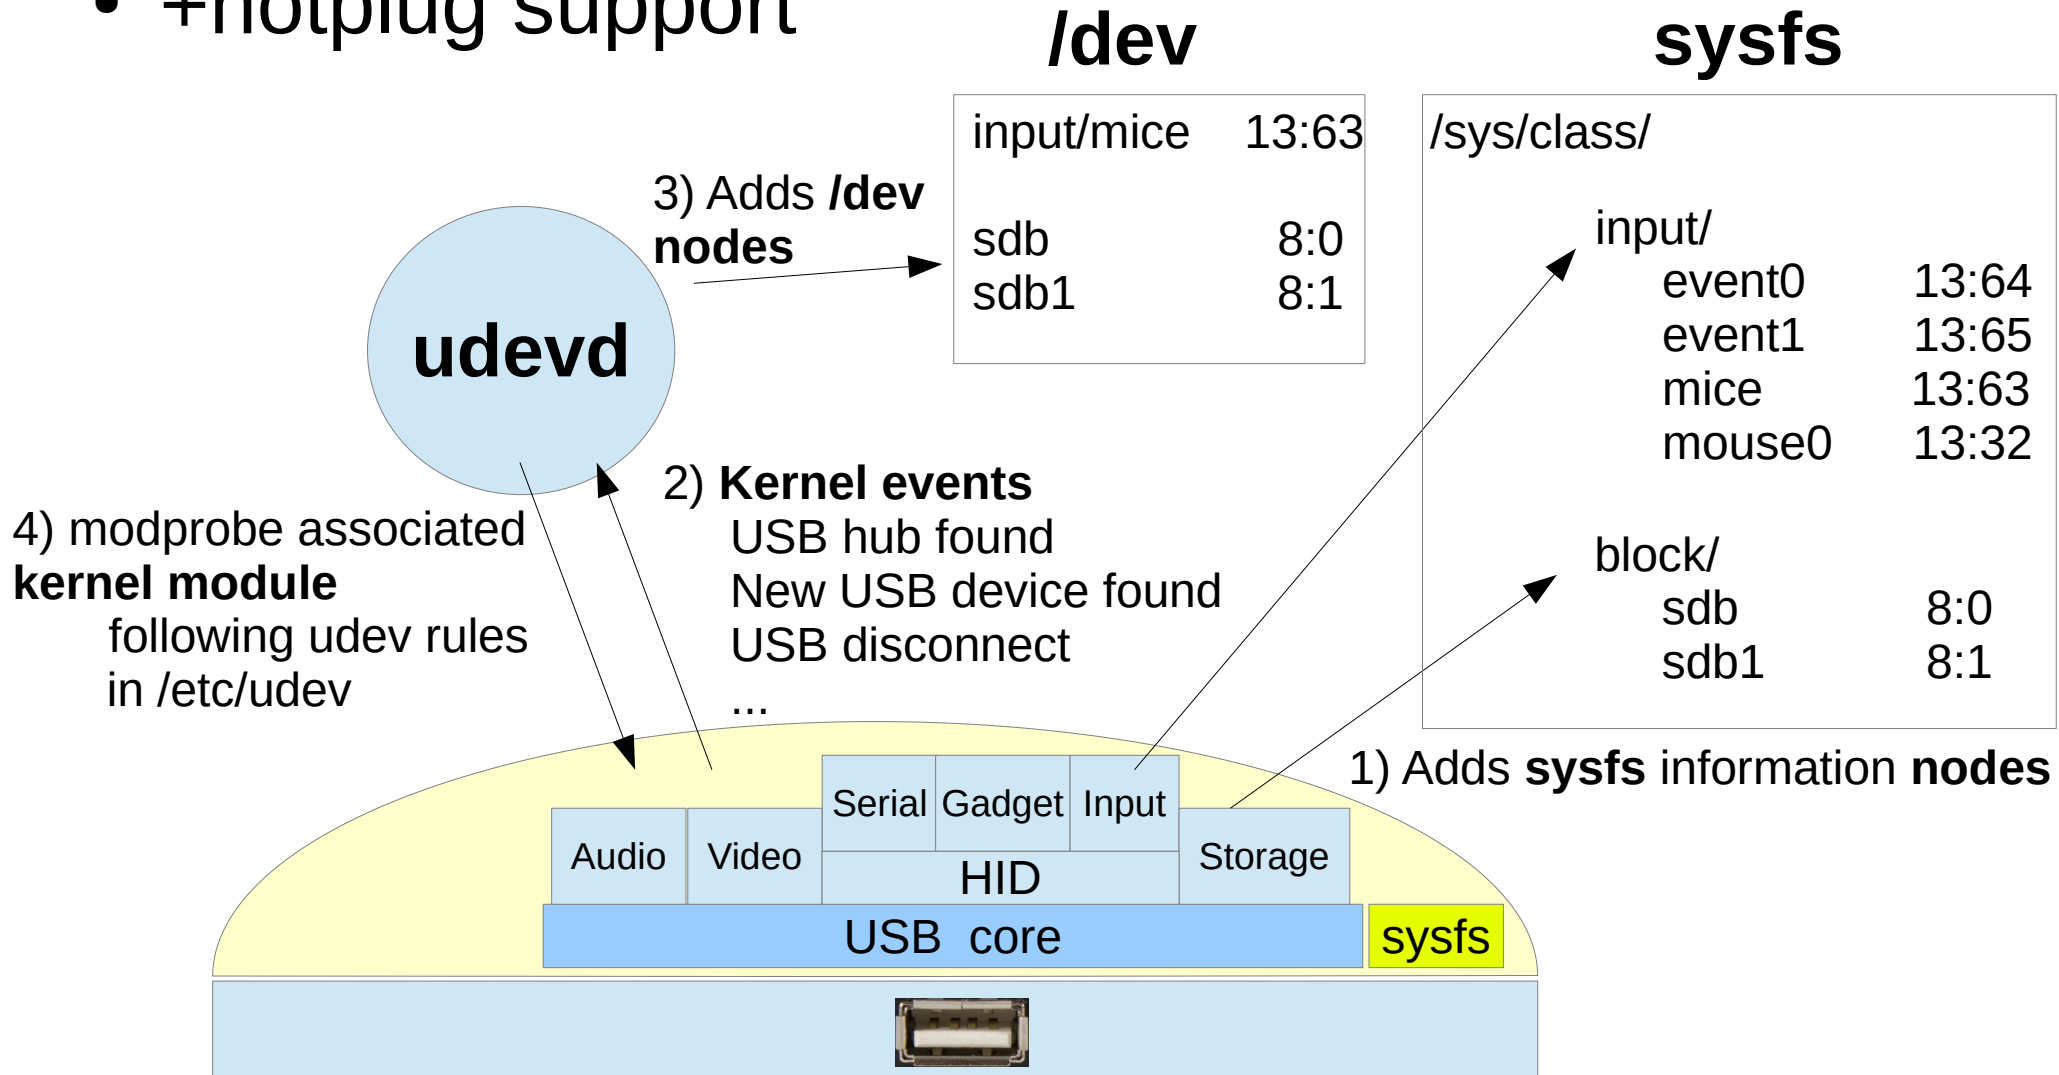 • +hotplug support
/dev
sysfs
input/mice 13:63
sdb 8:0
sdb1 8:1
/sys/class/
input/
event0 13:64
event1 13:65
mice 13:63
mouse0 13:32
block/
sdb 8:0
sdb1 8:1
3) Adds /dev
nodes
udevd
2) Kernel events
USB hub found
New USB device found
USB disconnect
...
4) modprobe associated
kernel module
following udev rules
in /etc/udev
1) Adds sysfs information nodes
Serial
Gadget
Input
Audio
Video
HID
Storage
USB core
sysfs